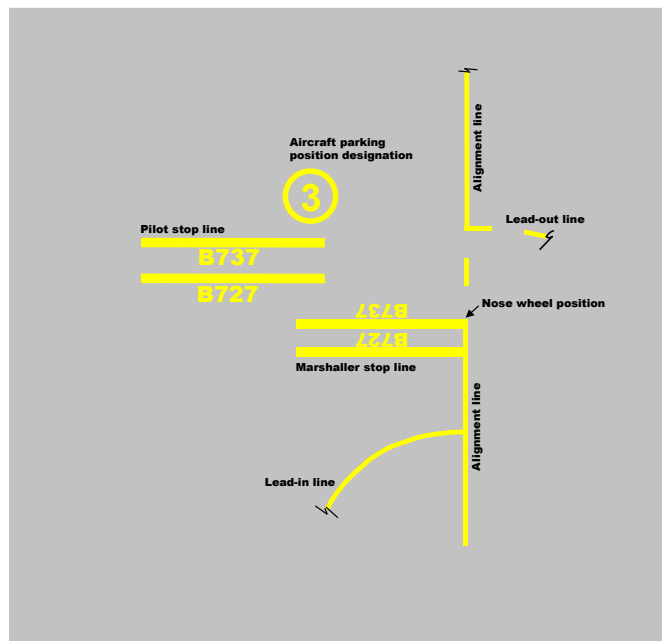 Alignment line
Aircraft parking
position designation
3
Lead-out line
Pilot stop line
B737
B727
Nose wheel position
B737
B727
Marshaller stop line
Alignment line
Lead-in line